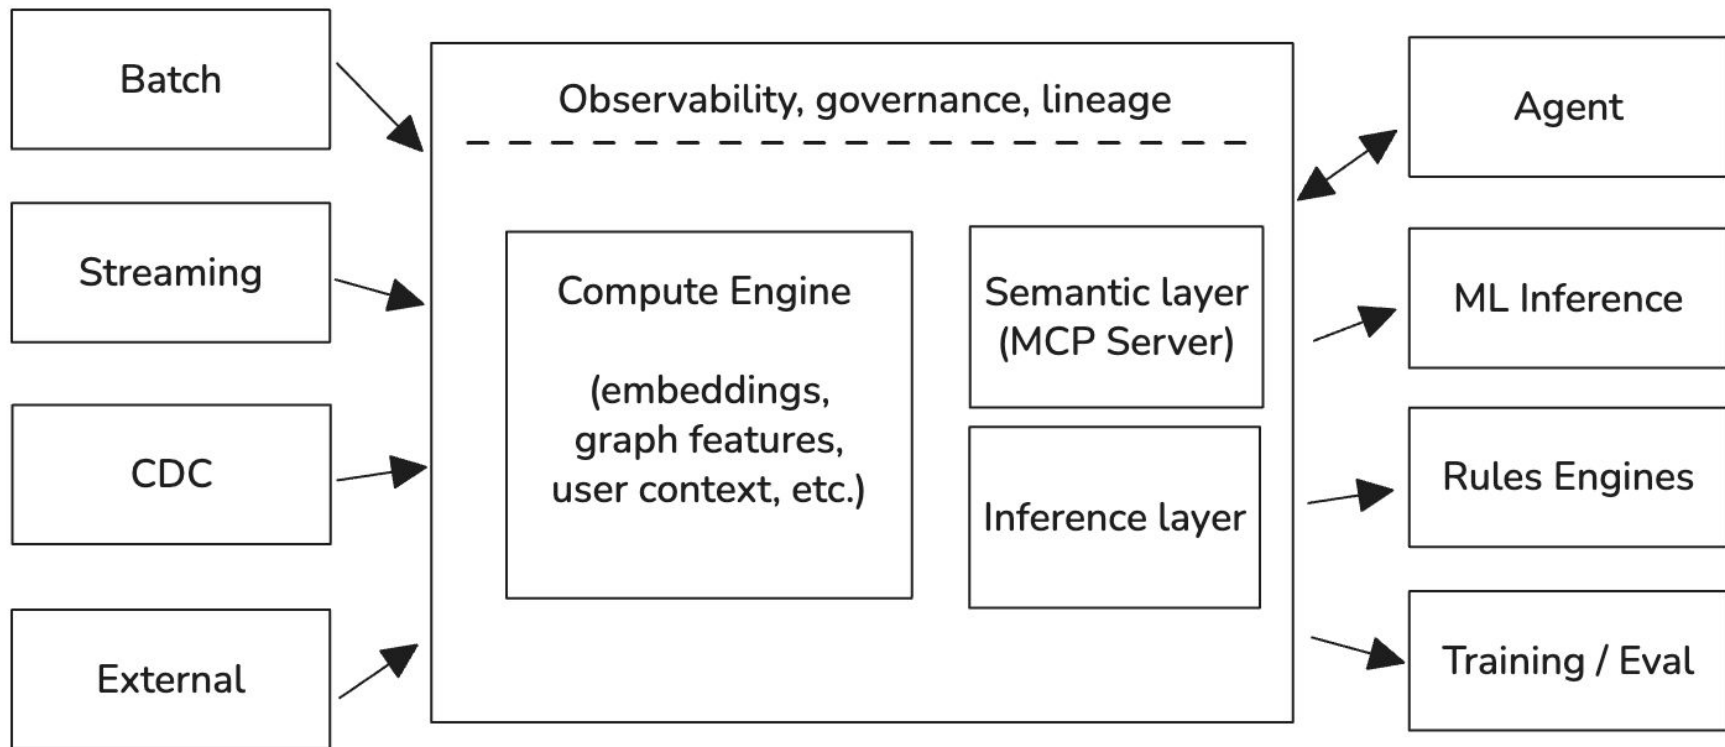 Batch
Streaming
CDC
External
Observability, governance, lineage
Compute Engine
(embeddings,
graph features,
user context, etc.)
Semantic layer
(MCP Server)
Inference layer
Agent
ML Inference
Rules Engines
Training / Eval